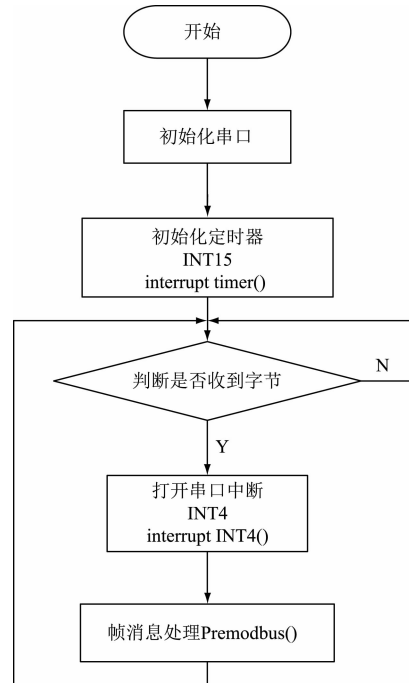 开始
初始化串口
初始化定时器
INT15
interrupt timer()
判断是否收到字节
N
Y
打开串口中断
INT4
interrupt INT4()
帧消息处理Premodbus()